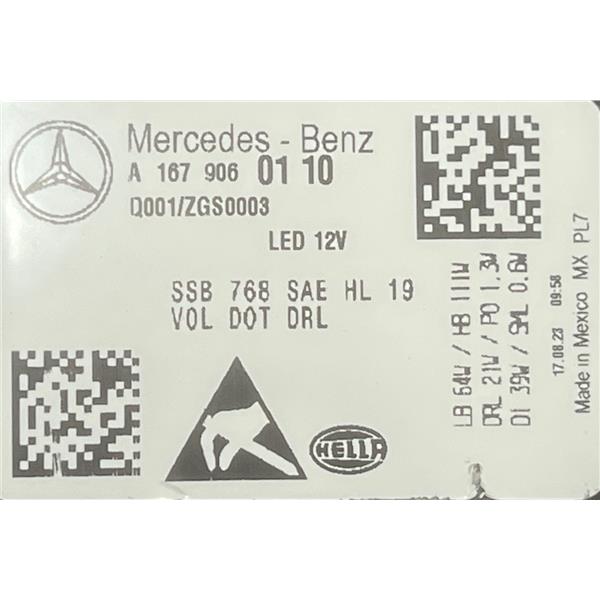 Mercedes - Benz
A 167 906 01 10
Q001/ZGS0003
LED 12V
SSB 768 SAE HL 19
VOL DOT DRL
HELLA
LB 64W / HB 111W
DRL 21W / PO 1.3W
DI 39W / SML 0.6W
17.08.23 09:58
Made in Mexico MX PL7